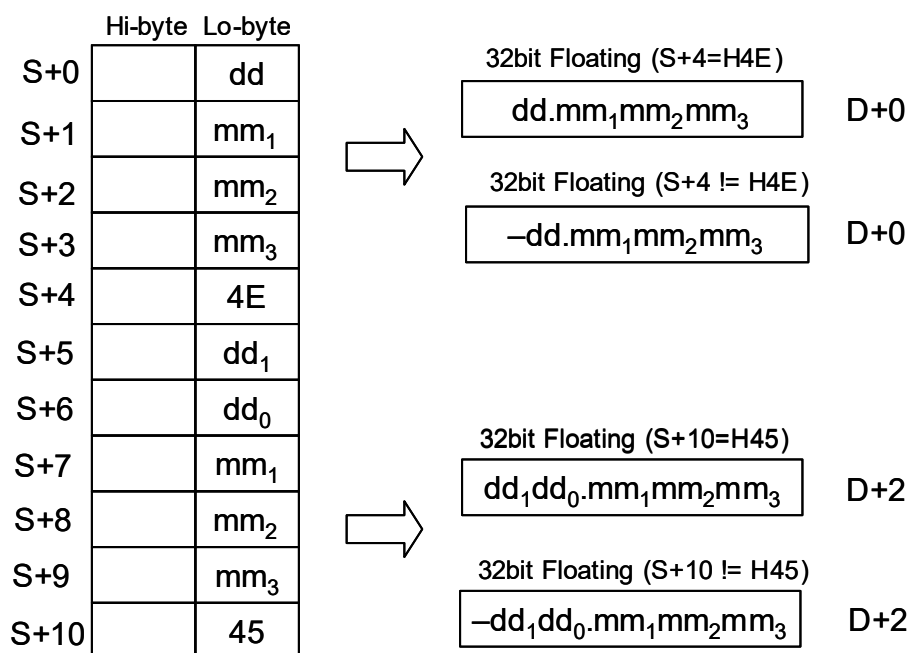 Hi-byte Lo-byte
S+0 dd
S+1 mm₁
S+2 mm₂
S+3 mm₃
S+4 4E
S+5 dd₁
S+6 dd₀
S+7 mm₁
S+8 mm₂
S+9 mm₃
S+10 45
32bit Floating (S+4=H4E)
dd.mm₁mm₂mm₃ D+0
32bit Floating (S+4 != H4E)
–dd.mm₁mm₂mm₃ D+0
32bit Floating (S+10=H45)
dd₁dd₀.mm₁mm₂mm₃ D+2
32bit Floating (S+10 != H45)
–dd₁dd₀.mm₁mm₂mm₃ D+2